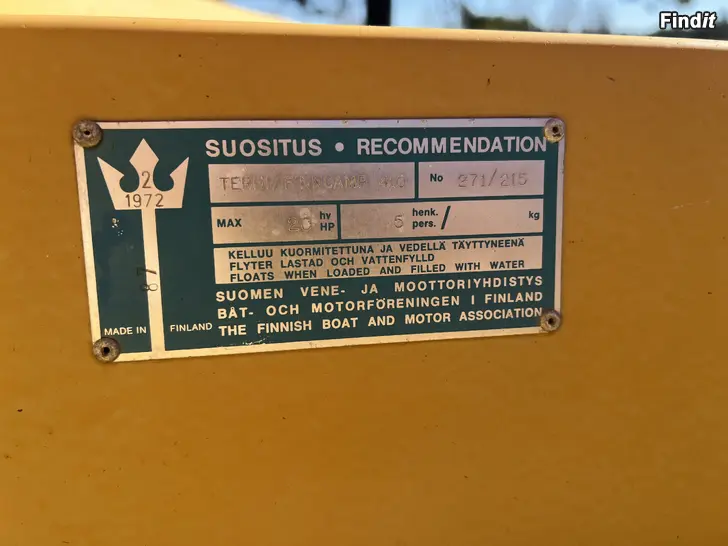 Findit
SUOSITUS • RECOMMENDATION
No 271/215
2
1972
MAX hv HP 5 henk. pers. / kg
KELLUU KUORMITETTUNA JA VEDELLÄ TÄYTTYNEENÄ
FLYTER LASTAD OCH VATTENFYLLD
FLOATS WHEN LOADED AND FILLED WITH WATER
87
SUOMEN VENE- JA MOOTTORIYHDISTYS
BÅT- OCH MOTORFÖRENINGEN I FINLAND
THE FINNISH BOAT AND MOTOR ASSOCIATION
MADE IN FINLAND